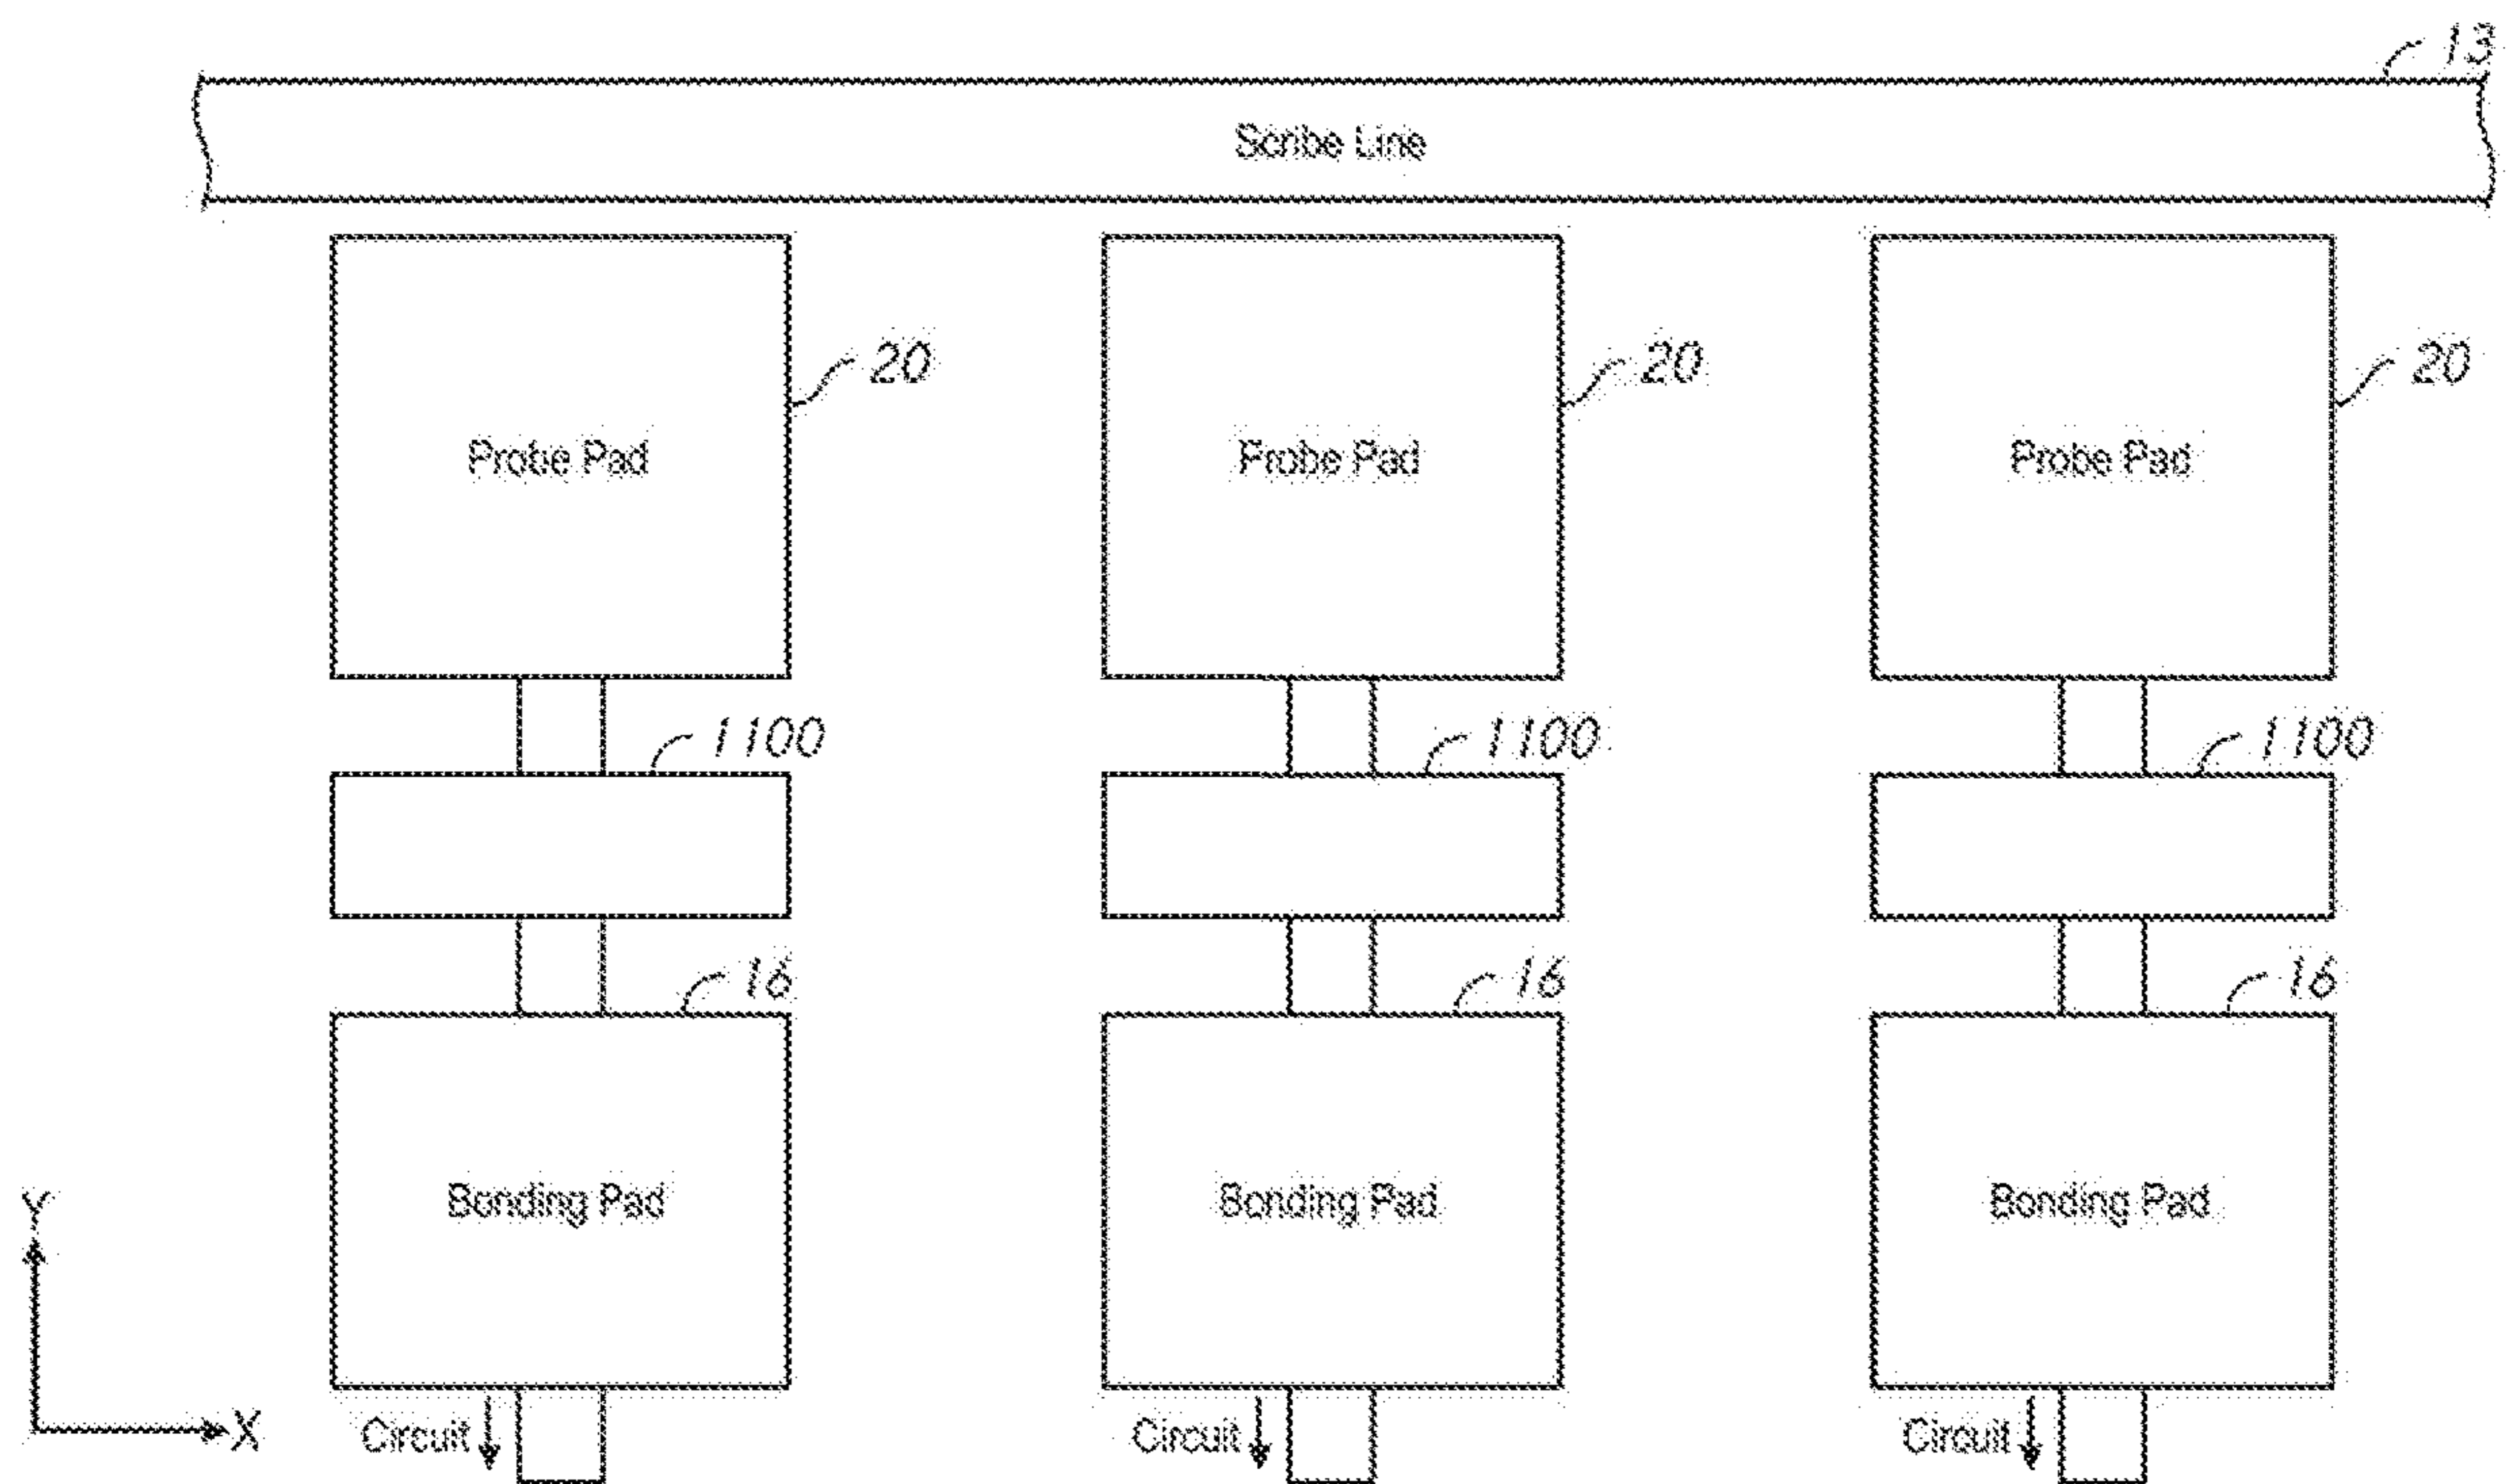 13
Scribe Line
20 20 20
Probe Pad Probe Pad Probe Pad
1100 1100 1100
16 16 16
Bonding Pad Bonding Pad Bonding Pad
Y
X Circuit Circuit Circuit